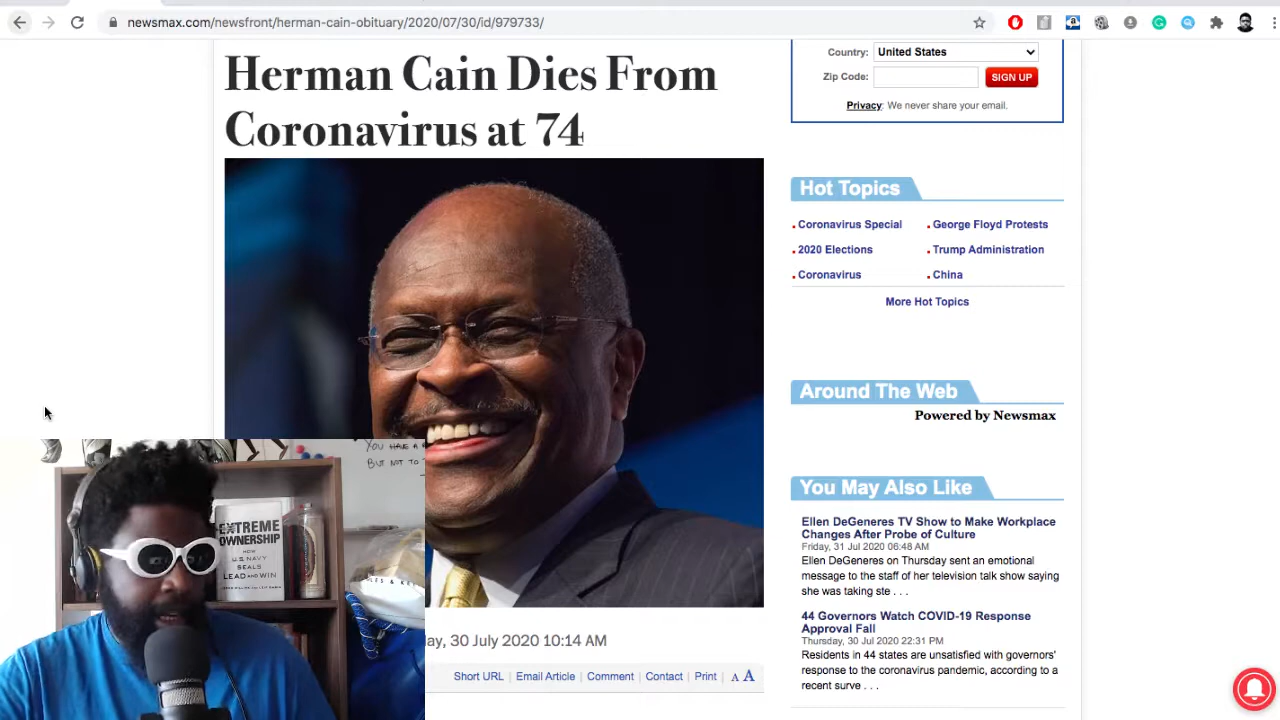 newsmax.com/newsfront/herman-cain-obituary/2020/07/30/id/979733/
Herman Cain Dies From
Coronavirus at 74
ay, 30 July 2020 10:14 AM
Short URL | Email Article | Comment | Contact | Print | A A
Country: United States
Zip Code: SIGN UP
Privacy: We never share your email.
Hot Topics
Coronavirus Special
George Floyd Protests
2020 Elections
Trump Administration
Coronavirus
China
More Hot Topics
Around The Web
Powered by Newsmax
You May Also Like
Ellen DeGeneres TV Show to Make Workplace
Changes After Probe of Culture
Friday, 31 Jul 2020 06:48 AM
Ellen DeGeneres on Thursday sent an emotional
message to the staff of her television talk show saying
she was taking ste . . .
44 Governors Watch COVID-19 Response
Approval Fall
Thursday, 30 Jul 2020 22:31 PM
Residents in 44 states are unsatisfied with governors'
response to the coronavirus pandemic, according to a
recent surve . . .
YOU HAVE A
BUT NOT TO
EXTREME
OWNERSHIP
HOW
U.S. NAVY
SEALS
LEAD AND WIN